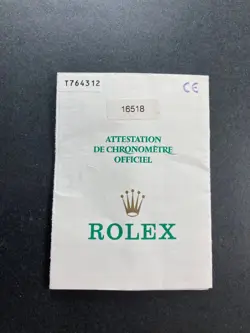 T764312
CE
16518
ATTESTATION
DE CHRONOMÈTRE
OFFICIEL
ROLEX